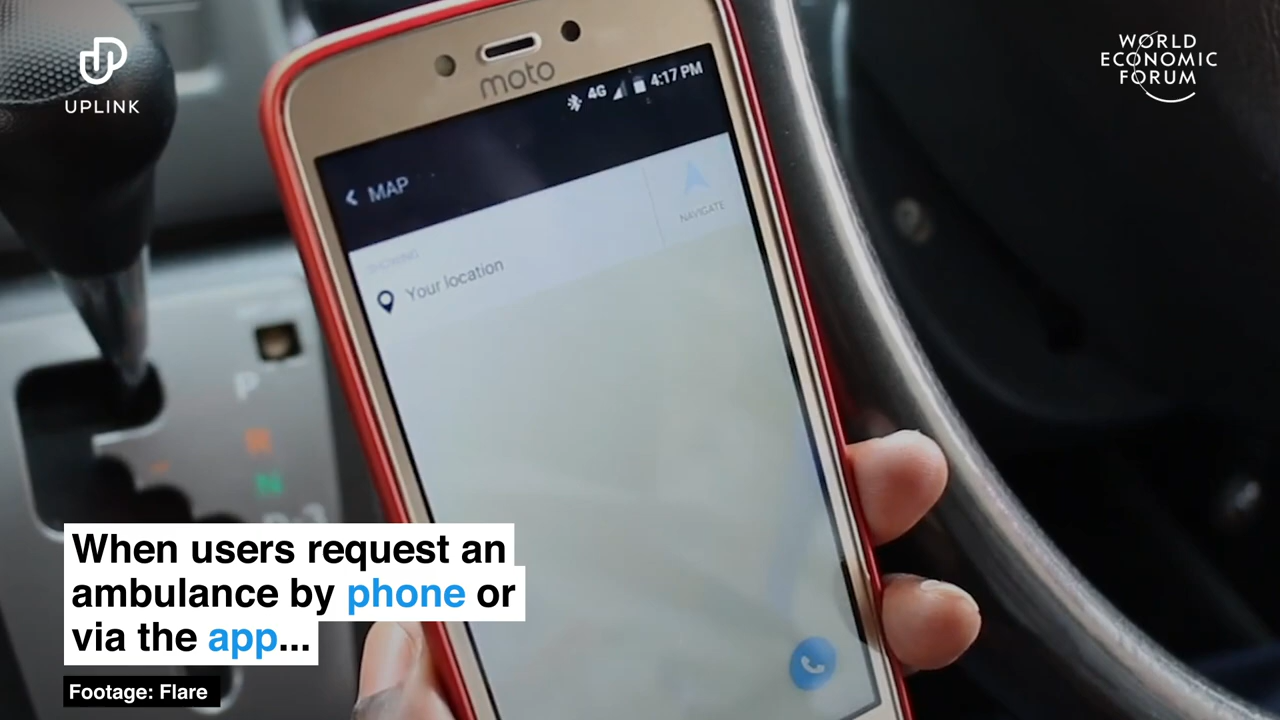 UPLINK
WORLD
ECONOMIC
FORUM
moto
4G 4:17 PM
MAP
NAVIGATE
SHOWING
Your location
P
R
N
When users request an
ambulance by phone or
via the app...
Footage: Flare